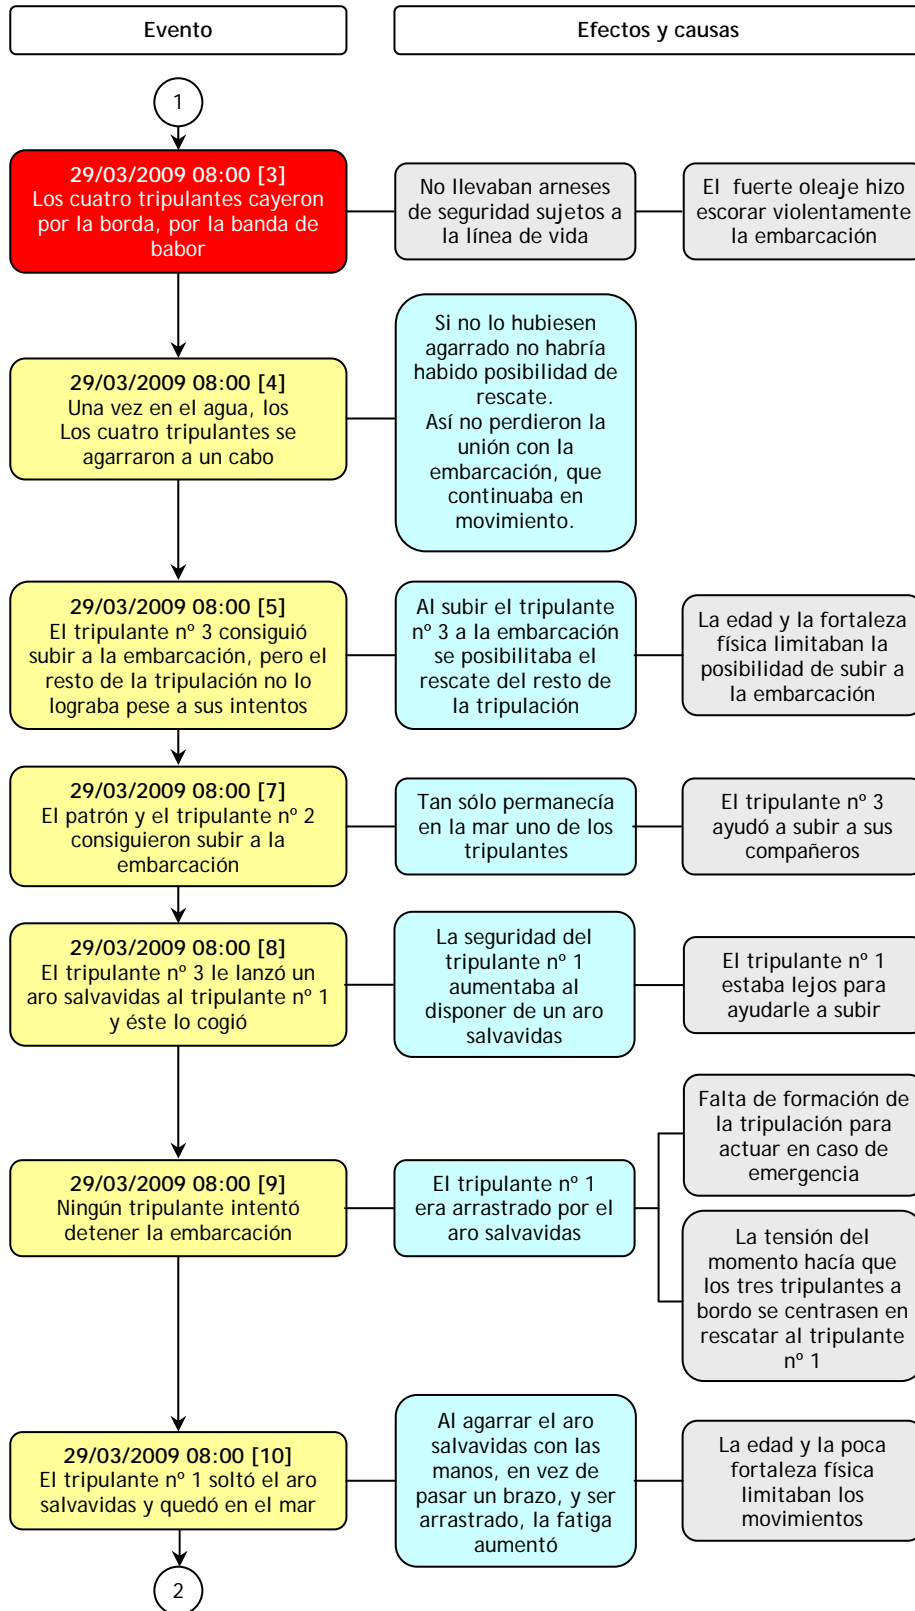 Evento
Efectos y causas
1
29/03/2009 08:00 [3]
Los cuatro tripulantes cayeron
por la borda, por la banda de
babor
No llevaban arneses
de seguridad sujetos a
la línea de vida
El fuerte oleaje hizo
escorar violentamente
la embarcación
29/03/2009 08:00 [4]
Una vez en el agua, los
Los cuatro tripulantes se
agarraron a un cabo
Si no lo hubiesen
agarrado no habría
habido posibilidad de
rescate.
Así no perdieron la
unión con la
embarcación, que
continuaba en
movimiento.
29/03/2009 08:00 [5]
El tripulante nº 3 consiguió
subir a la embarcación, pero el
resto de la tripulación no lo
lograba pese a sus intentos
Al subir el tripulante
nº 3 a la embarcación
se posibilitaba el
rescate del resto de
la tripulación
La edad y la fortaleza
física limitaban la
posibilidad de subir a
la embarcación
29/03/2009 08:00 [7]
El patrón y el tripulante nº 2
consiguieron subir a la
embarcación
Tan sólo permanecía
en la mar uno de los
tripulantes
El tripulante nº 3
ayudó a subir a sus
compañeros
29/03/2009 08:00 [8]
El tripulante nº 3 le lanzó un
aro salvavidas al tripulante nº 1
y éste lo cogió
La seguridad del
tripulante nº 1
aumentaba al
disponer de un aro
salvavidas
El tripulante nº 1
estaba lejos para
ayudarle a subir
29/03/2009 08:00 [9]
Ningún tripulante intentó
detener la embarcación
El tripulante nº 1
era arrastrado por el
aro salvavidas
Falta de formación de
la tripulación para
actuar en caso de
emergencia
La tensión del
momento hacía que
los tres tripulantes a
bordo se centrasen en
rescatar al tripulante
nº 1
29/03/2009 08:00 [10]
El tripulante nº 1 soltó el aro
salvavidas y quedó en el mar
Al agarrar el aro
salvavidas con las
manos, en vez de
pasar un brazo, y ser
arrastrado, la fatiga
aumentó
La edad y la poca
fortaleza física
limitaban los
movimientos
2